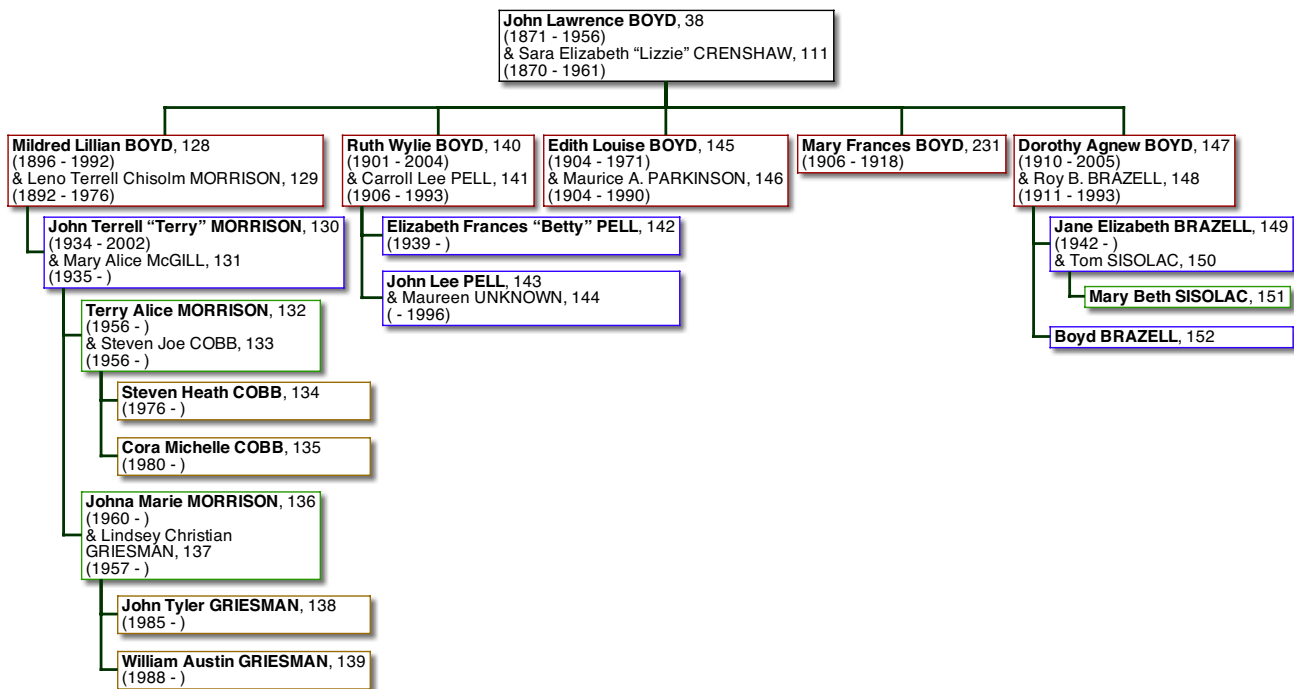 John Lawrence BOYD, 38
(1871 - 1956)
& Sara Elizabeth “Lizzie” CRENSHAW, 111
(1870 - 1961)
Mildred Lillian BOYD, 128
(1896 - 1992)
& Leno Terrell Chisolm MORRISON, 129
(1892 - 1976)
John Terrell “Terry” MORRISON, 130
(1934 - 2002)
& Mary Alice McGILL, 131
(1935 - )
Terry Alice MORRISON, 132
(1956 - )
& Steven Joe COBB, 133
(1956 - )
Steven Heath COBB, 134
(1976 - )
Cora Michelle COBB, 135
(1980 - )
Johna Marie MORRISON, 136
(1960 - )
& Lindsey Christian
GRIESMAN, 137
(1957 - )
John Tyler GRIESMAN, 138
(1985 - )
William Austin GRIESMAN, 139
(1988 - )
Ruth Wylie BOYD, 140
(1901 - 2004)
& Carroll Lee PELL, 141
(1906 - 1993)
Elizabeth Frances “Betty” PELL, 142
(1939 - )
John Lee PELL, 143
& Maureen UNKNOWN, 144
( - 1996)
Edith Louise BOYD, 145
(1904 - 1971)
& Maurice A. PARKINSON, 146
(1904 - 1990)
Mary Frances BOYD, 231
(1906 - 1918)
Dorothy Agnew BOYD, 147
(1910 - 2005)
& Roy B. BRAZELL, 148
(1911 - 1993)
Jane Elizabeth BRAZELL, 149
(1942 - )
& Tom SISOLAC, 150
Mary Beth SISOLAC, 151
Boyd BRAZELL, 152